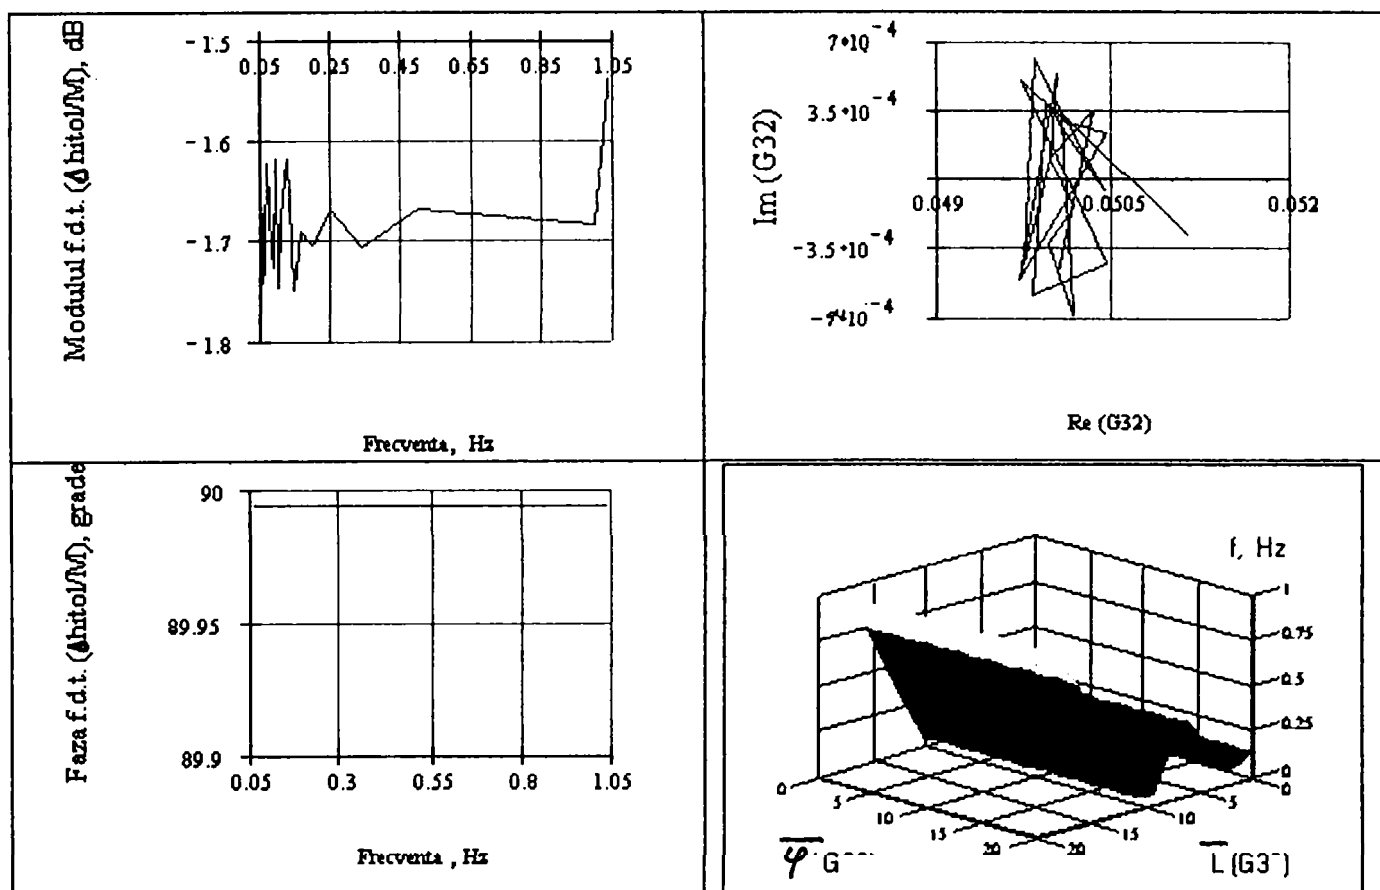 Modulul f.d.t. (Δhitol/M), dB
-1.5
0.05 0.25 0.45 0.65 0.85 1.05
-1.6
-1.7
-1.8
Frecventa, Hz
Im (G32)
7•10⁻⁴
3.5•10⁻⁴
0.049 0.0505 0.052
-3.5•10⁻⁴
10⁻⁴
Re (G32)
Faza f.d.t. (Δhitol/M), grade
90
89.95
89.9
0.05 0.3 0.55 0.8 1.05
Frecventa , Hz
f, Hz
1
0.75
0.5
0.25
0
0 5 10 15 20
20 15 10 5 0
φ G
L (G3